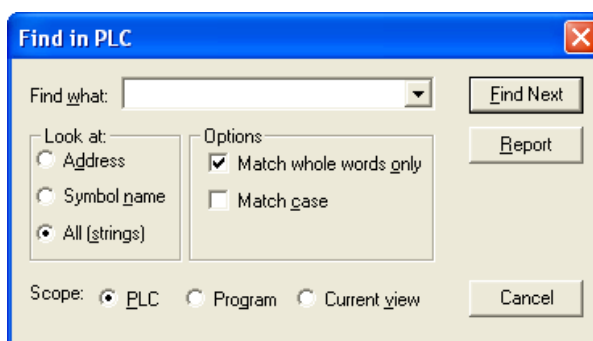 Find in PLC
Find what:
Find Next
Look at:
Options
Report
Address
Match whole words only
Symbol name
Match case
All (strings)
Scope: PLC Program Current view
Cancel